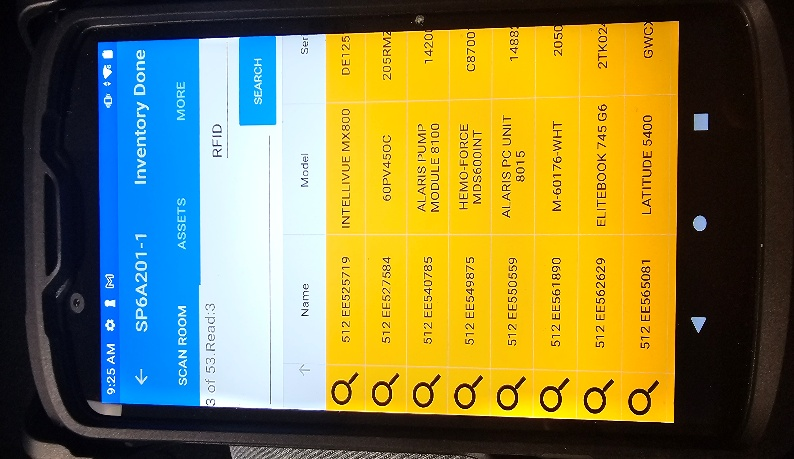 9:25 AM
SP6A201-1
Inventory Done
SCAN ROOM
ASSETS
MORE
3 of 53.Read:3
RFID
SEARCH
Name
Model
Ser
512 EE525719
INTELLIVUE MX800
DE125
512 EE527584
60PV450C
205RMZ
512 EE540785
ALARIS PUMP
MODULE 8100
1420
512 EE549875
HEMO-FORCE
MDS600INT
C8700
512 EE550559
ALARIS PC UNIT
8015
1488
512 EE561890
M-60176-WHT
2050
512 EE562629
ELITEBOOK 745 G6
2TK02
512 EE565081
LATITUDE 5400
GWC